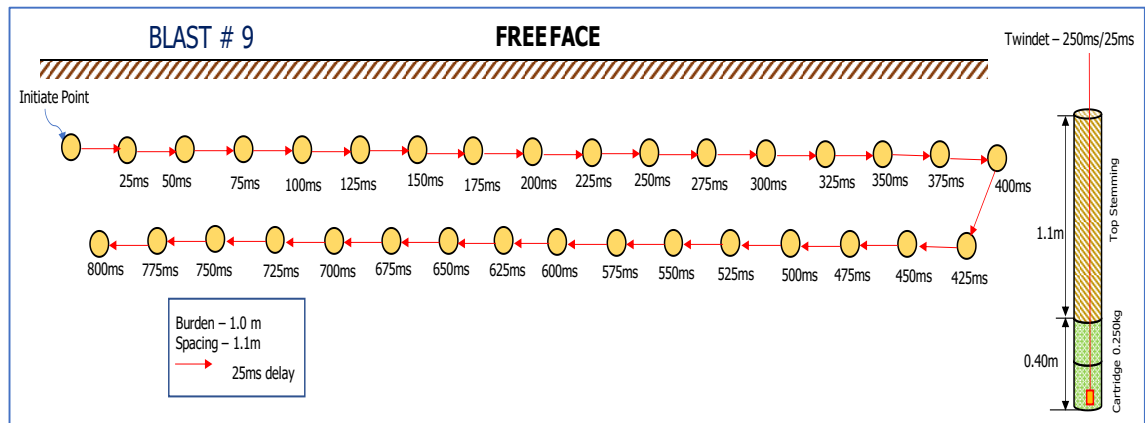 BLAST # 9
FREE FACE
Twindet – 250ms/25ms
Initiate Point
25ms
50ms
75ms
100ms
125ms
150ms
175ms
200ms
225ms
250ms
275ms
300ms
325ms
350ms
375ms
400ms
800ms
775ms
750ms
725ms
700ms
675ms
650ms
625ms
600ms
575ms
550ms
525ms
500ms
475ms
450ms
425ms
Burden – 1.0 m
Spacing – 1.1m
25ms delay
1.1m
Top Stemming
0.40m
Cartridge 0.250kg